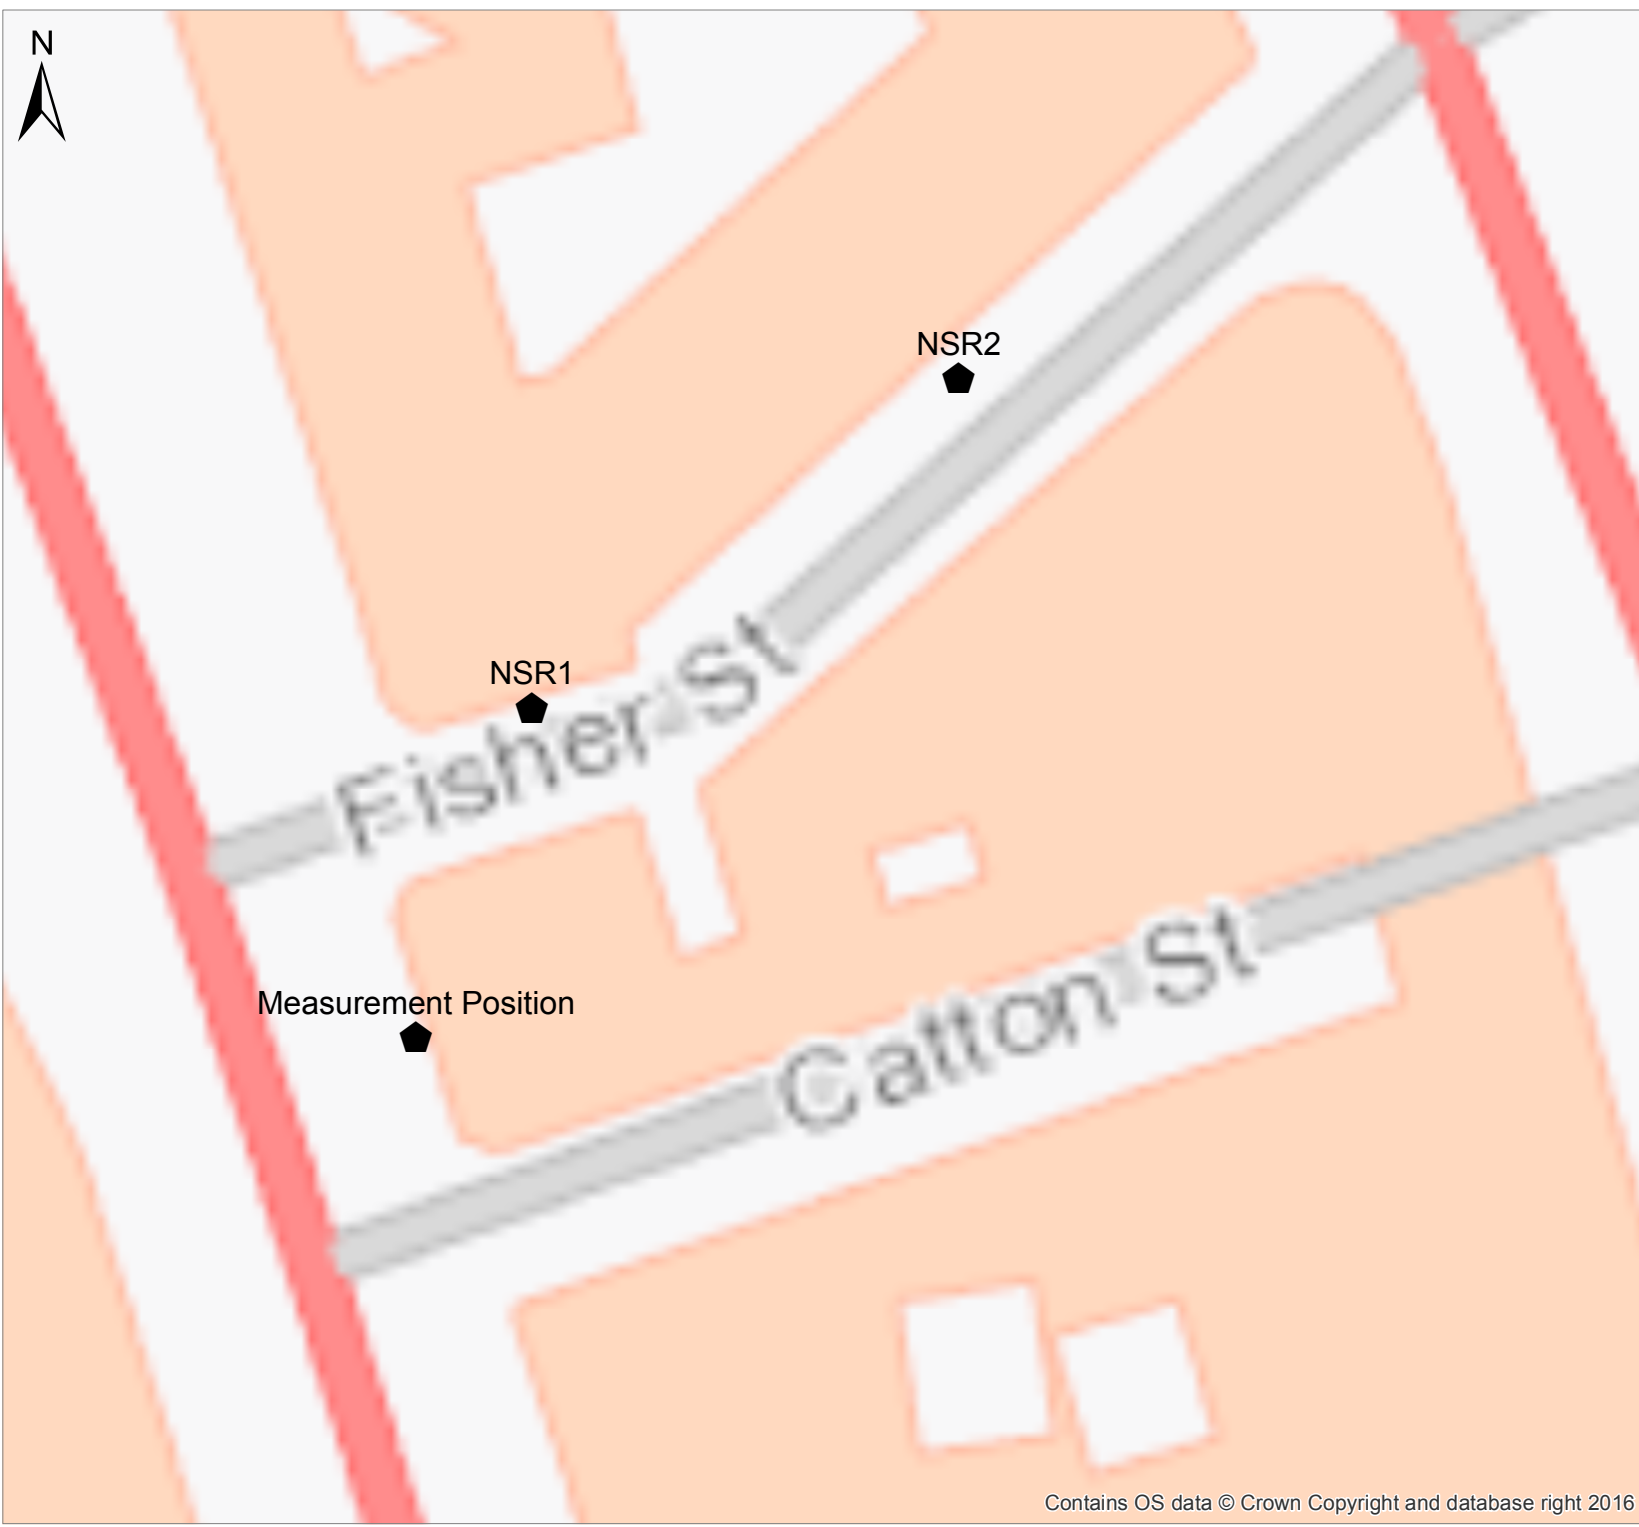 N
NSR2
NSR1
Fisher St
Measurement Position
Catton St
Contains OS data © Crown Copyright and database right 2016